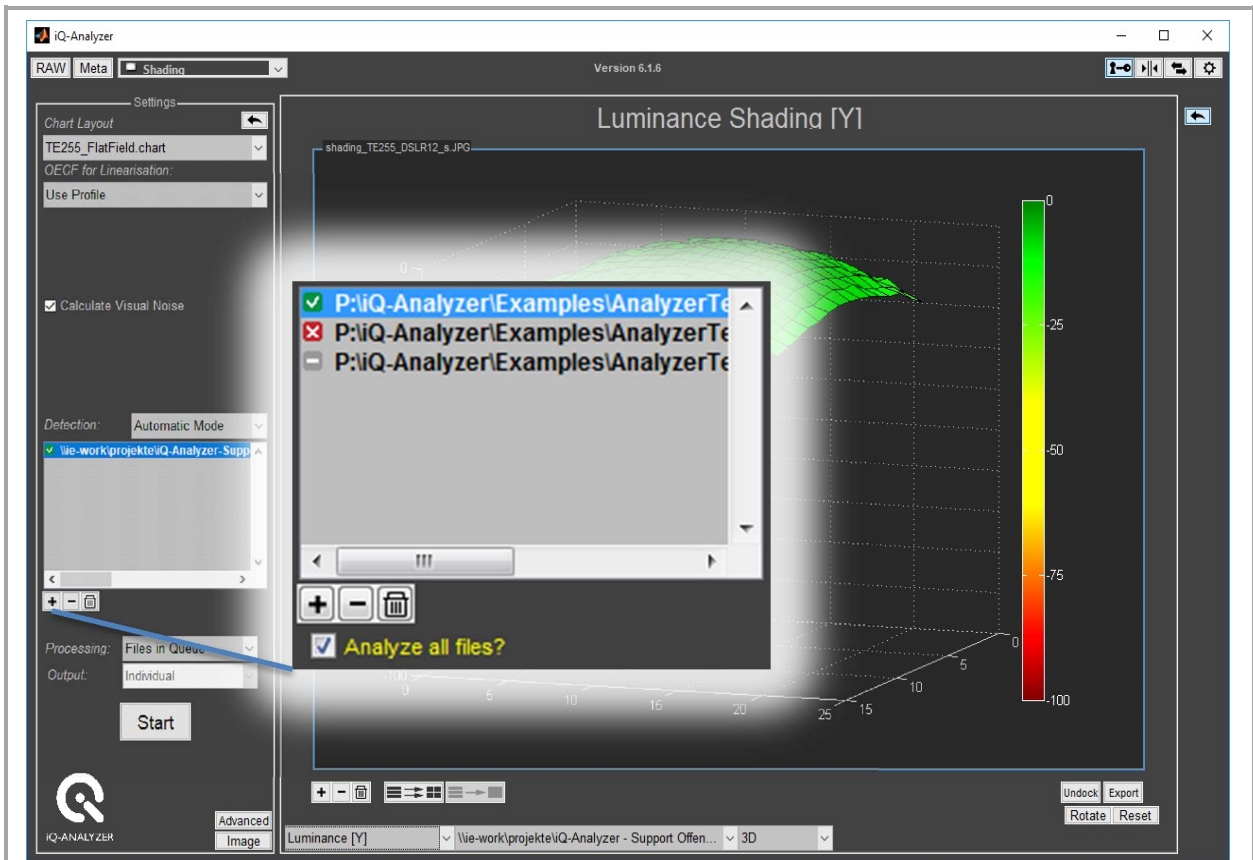 iQ-Analyzer
RAW Meta Shading
Version 6.1.6
Settings
Chart Layout
TE255_FlatField.chart
OECF for Linearisation:
Use Profile
Calculate Visual Noise
Detection: Automatic Mode
\\ie-work\projekte\iQ-Analyzer-Supp
+ -
Processing: Files in Queue
Output: Individual
Start
iQ-ANALYZER
Advanced
Image
Luminance Shading [Y]
shading_TE255_DSLR12_s.JPG
0
P:\iQ-Analyzer\Examples\AnalyzerTe
P:\iQ-Analyzer\Examples\AnalyzerTe
P:\iQ-Analyzer\Examples\AnalyzerTe
+ -
Analyze all files?
-100
0 5 10 15 20 25
15 10 5 0
0
-25
-50
-75
-100
+ -
Undock Export
Rotate Reset
Luminance [Y] \\ie-work\projekte\iQ-Analyzer - Support Offen... 3D